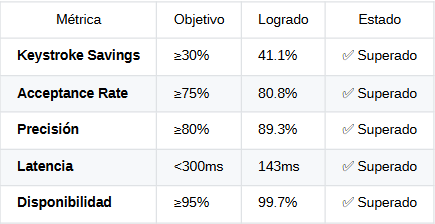 Métrica Objetivo Logrado Estado
Keystroke Savings ≥30% 41.1% ✅ Superado
Acceptance Rate ≥75% 80.8% ✅ Superado
Precisión ≥80% 89.3% ✅ Superado
Latencia <300ms 143ms ✅ Superado
Disponibilidad ≥95% 99.7% ✅ Superado